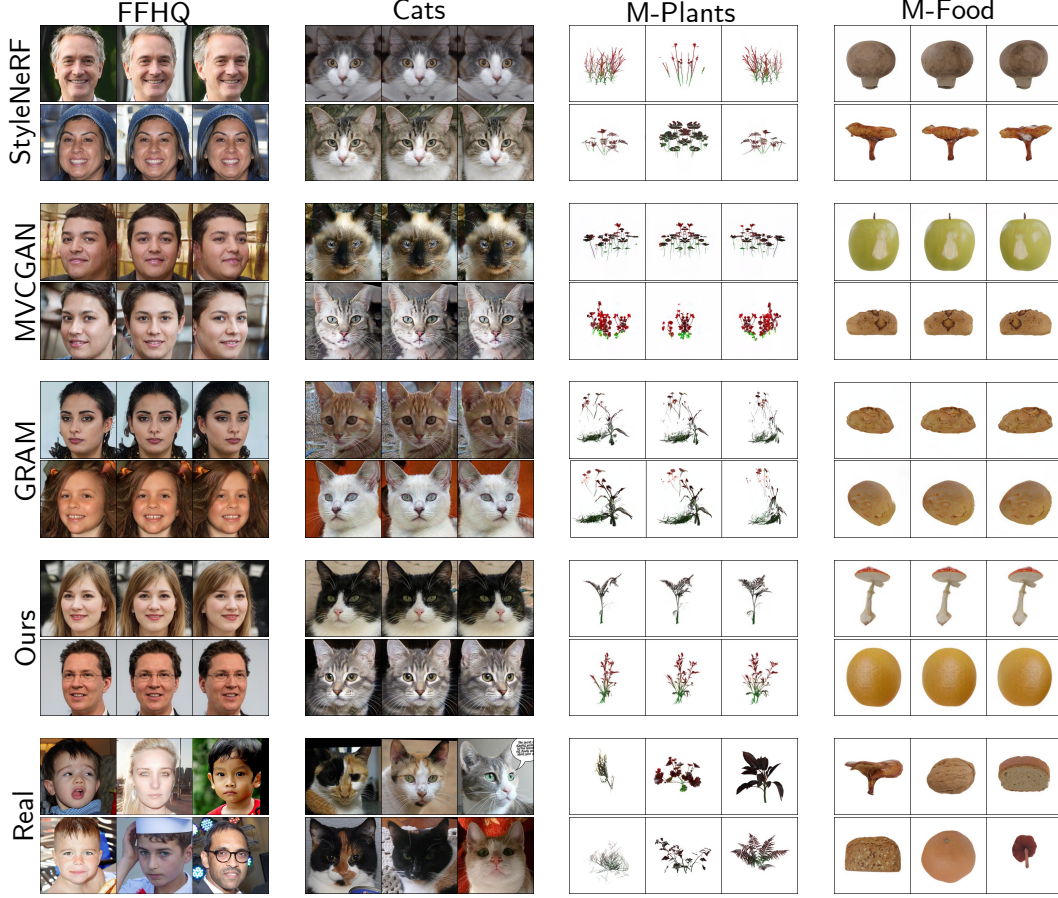 FFHQ
Cats
M-Plants
M-Food
StyleNeRF
MVCGAN
GRAM
Ours
Real